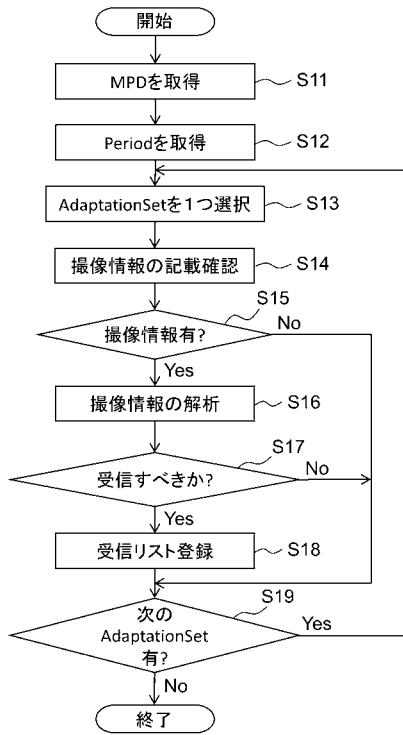 開始
MPDを取得
S11
Periodを取得
S12
AdaptationSetを1つ選択
S13
撮像情報の記載確認
S14
S15
撮像情報有?
No
Yes
撮像情報の解析
S16
S17
受信すべきか?
No
Yes
受信リスト登録
S18
S19
次の
AdaptationSet
有?
Yes
No
終了